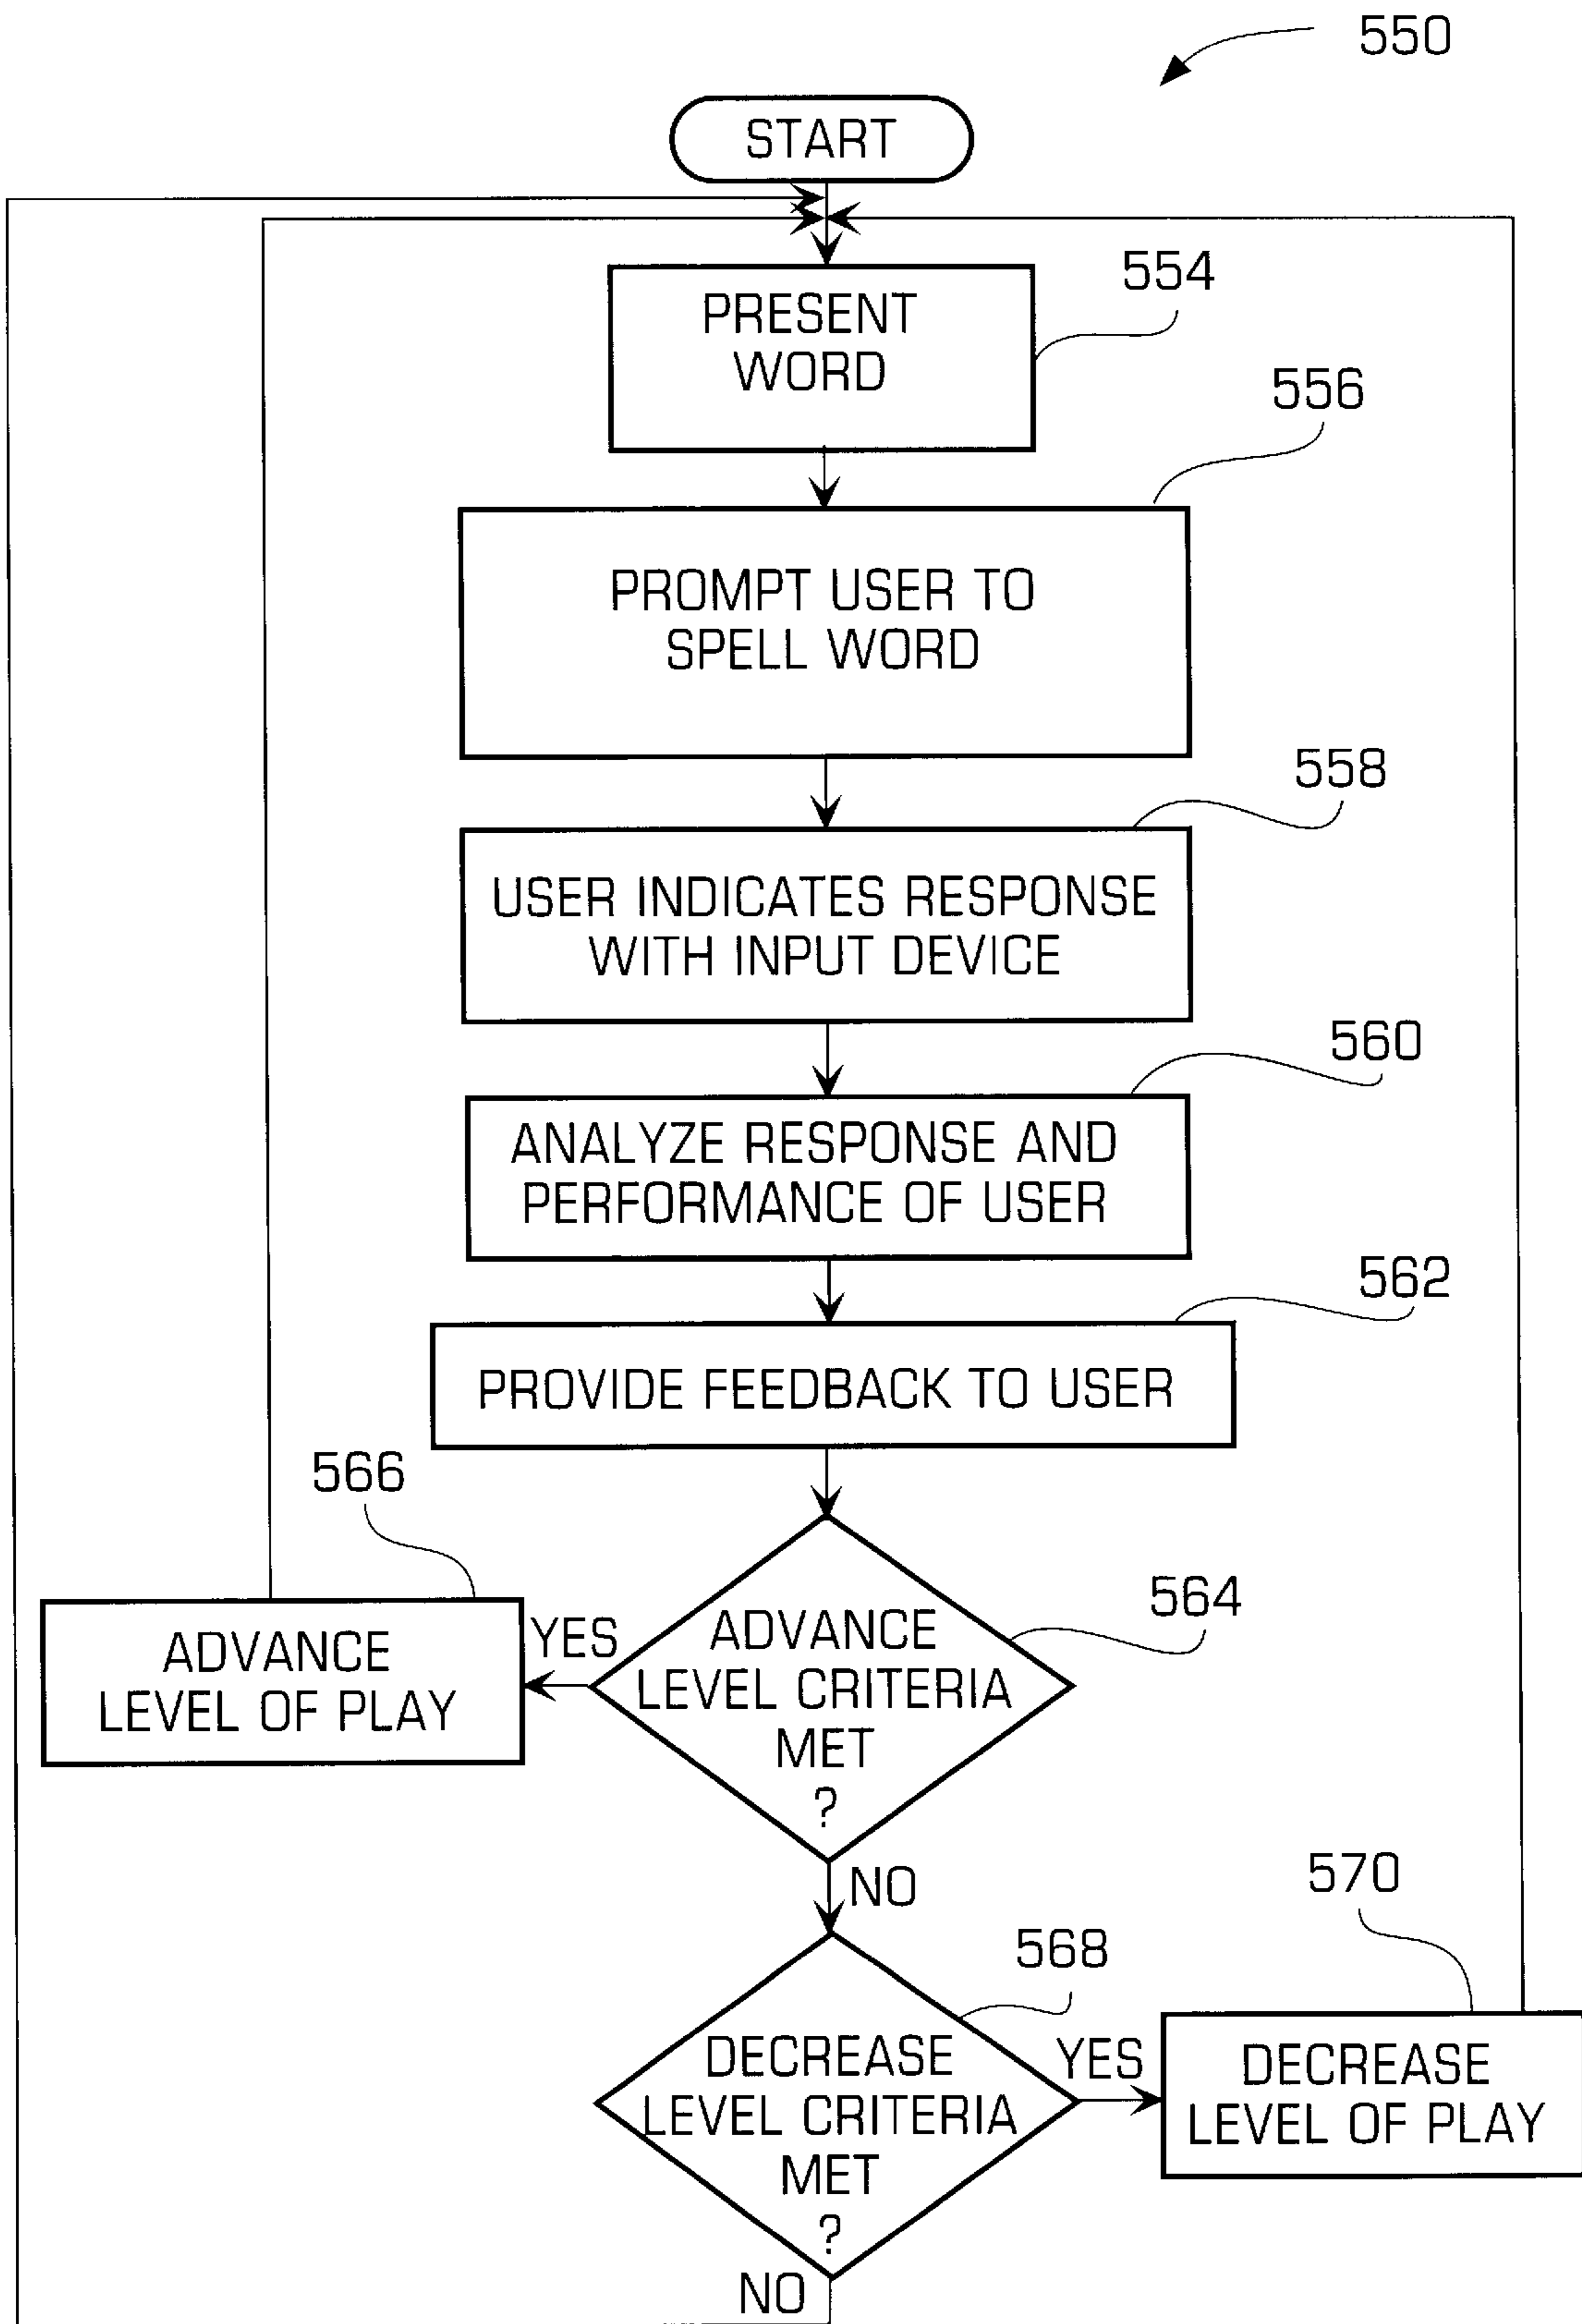 550
START
554
PRESENT
WORD
556
PROMPT USER TO
SPELL WORD
558
USER INDICATES RESPONSE
WITH INPUT DEVICE
560
ANALYZE RESPONSE AND
PERFORMANCE OF USER
562
PROVIDE FEEDBACK TO USER
566
ADVANCE
LEVEL OF PLAY
YES
564
ADVANCE
LEVEL CRITERIA
MET
?
NO
568
DECREASE
LEVEL CRITERIA
MET
?
YES
570
DECREASE
LEVEL OF PLAY
NO